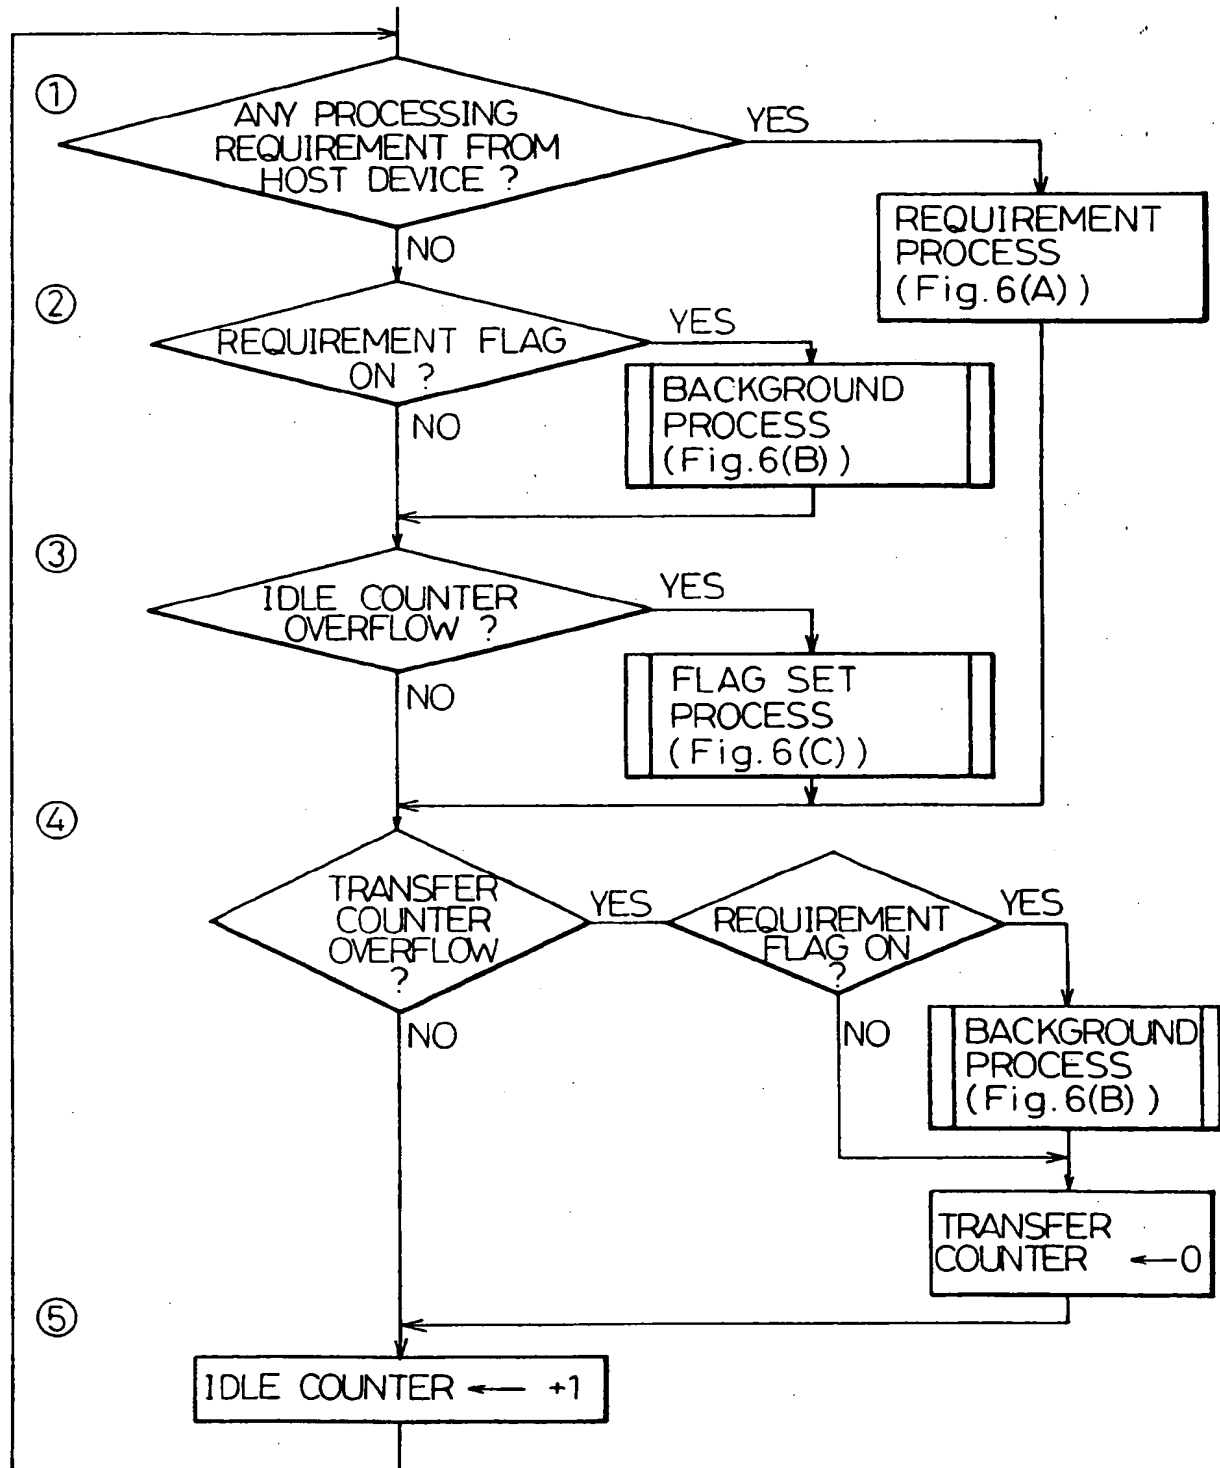 ①
ANY PROCESSING
REQUIREMENT FROM
HOST DEVICE ?
YES
NO
REQUIREMENT
PROCESS
(Fig.6(A))
②
REQUIREMENT FLAG
ON ?
YES
NO
BACKGROUND
PROCESS
(Fig.6(B))
③
IDLE COUNTER
OVERFLOW ?
YES
NO
FLAG SET
PROCESS
(Fig.6(C))
④
TRANSFER
COUNTER
OVERFLOW
?
YES
NO
REQUIREMENT
FLAG ON
?
YES
NO
BACKGROUND
PROCESS
(Fig.6(B))
TRANSFER
COUNTER ←0
⑤
IDLE COUNTER ← +1